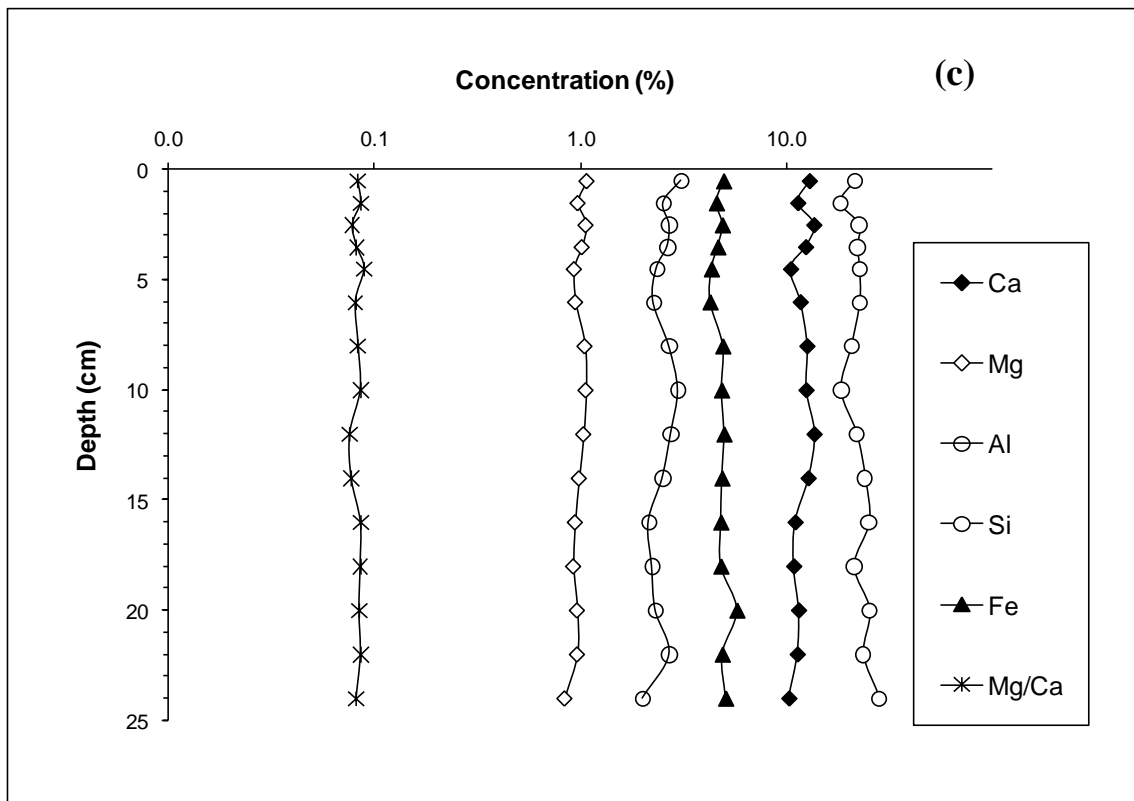 Concentration (%)
(c)
0.0 0.1 1.0 10.0
0
5
10
15
20
25
Depth (cm)
Ca
Mg
Al
Si
Fe
Mg/Ca